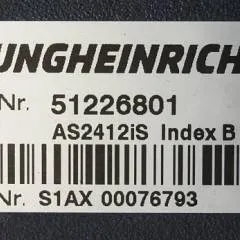 UNGHEINRICH
Nr. 51226801
AS2412iS Index B
Nr. S1AX 00076793